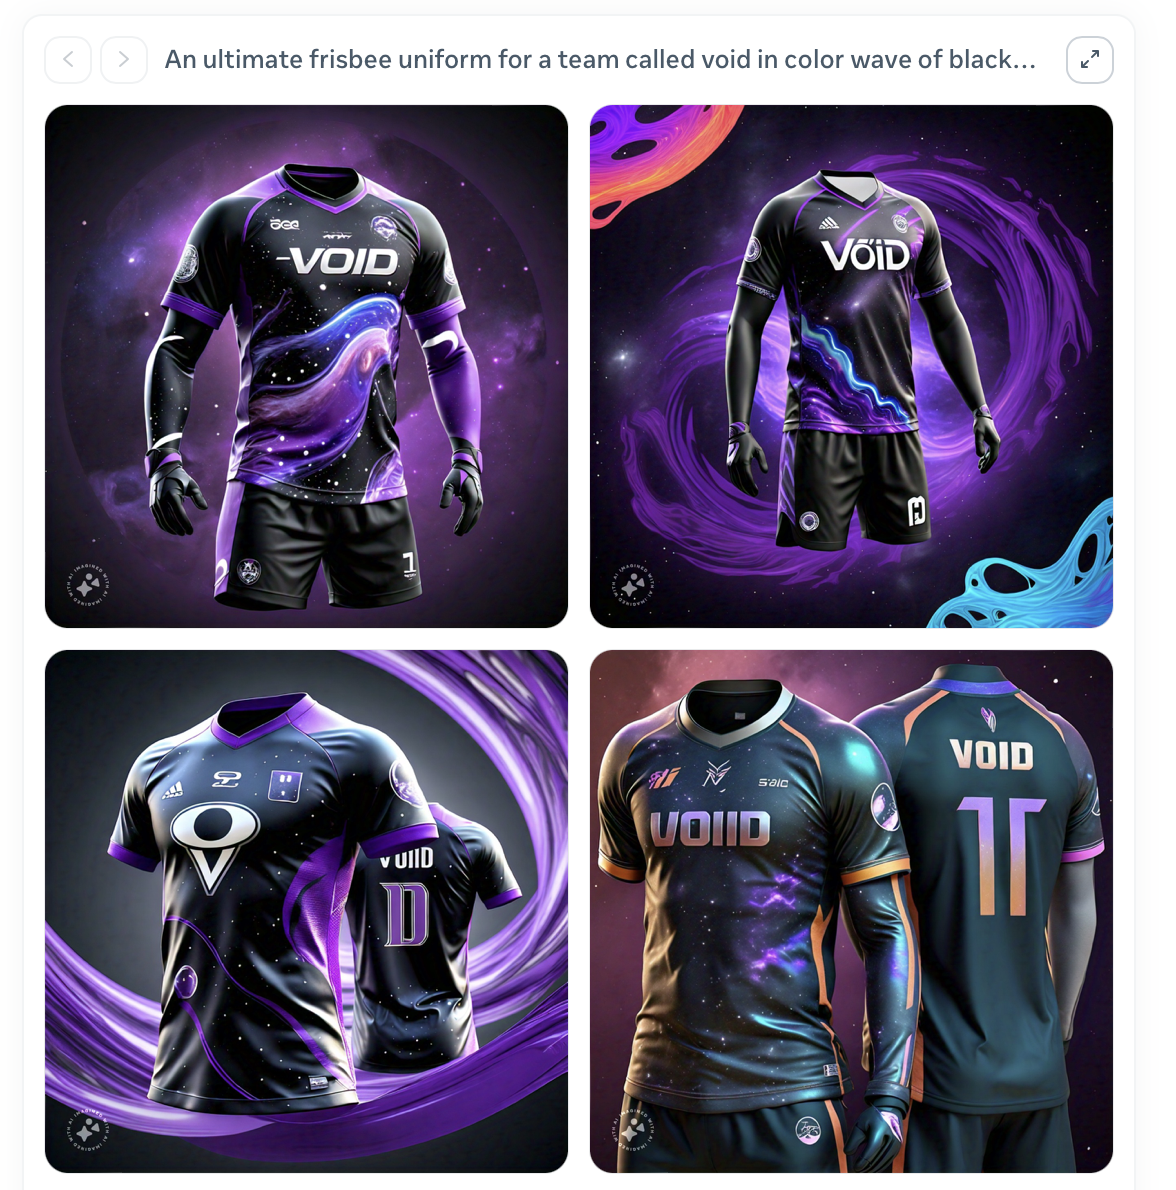 An ultimate frisbee uniform for a team called void in color wave of black...
-VOID
1
VÖID
VOIID
D
VOIID
VOID
11
IMAGINED WITH AI
IMAGINED WITH AI
IMAGINED WITH AI
IMAGINED WITH AI